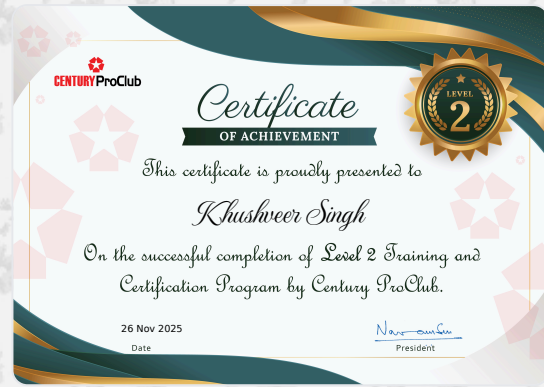 CENTURY ProClub
LEVEL
2
Certificate
OF ACHIEVEMENT
This certificate is proudly presented to
Khushveer Singh
On the successful completion of Level 2 Training and
Certification Program by Century ProClub.
26 Nov 2025
Date
President